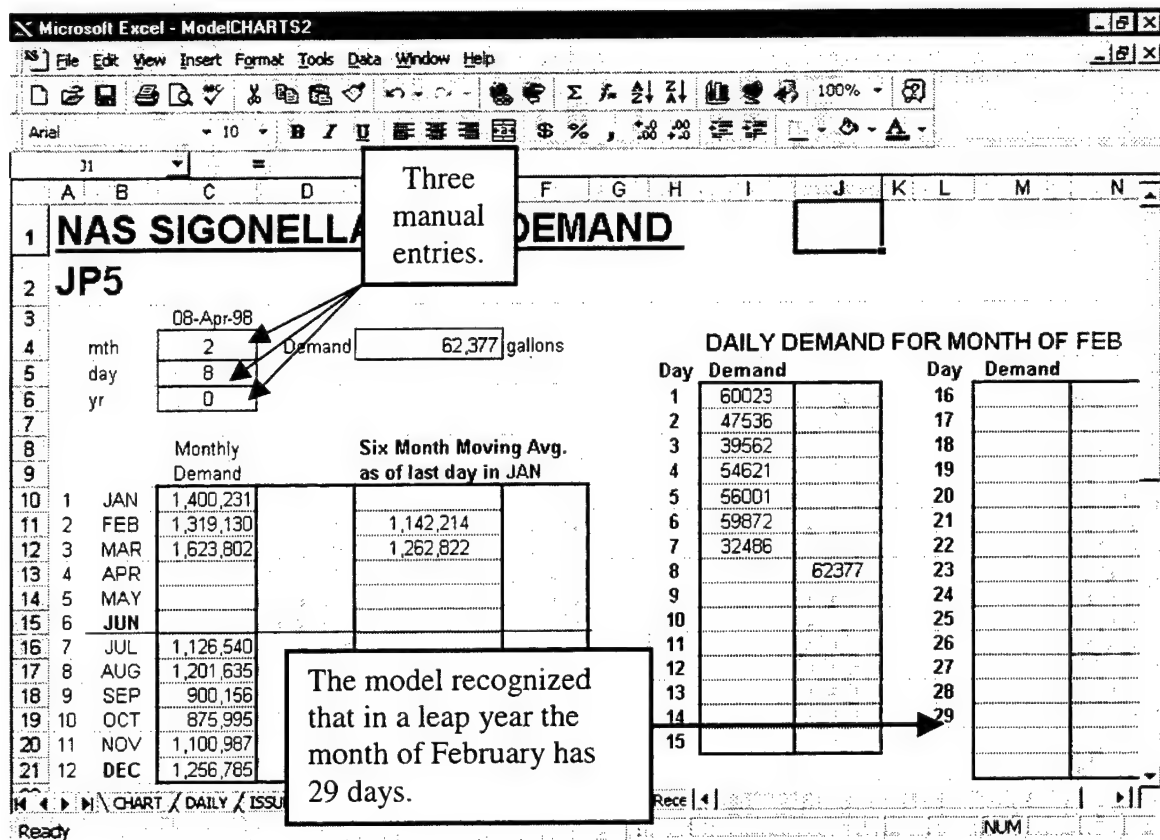 Microsoft Excel - ModelCHARTS2
File Edit View Insert Format Tools Data Window Help
100%
Arial 10 B I U $ % ,
J1 =
A B C D F G H I J K L M N
1 NAS SIGONELLA DEMAND
Three
manual
entries.
2 JP5
3 08-Apr-98
4 mth 2 Demand 62,377 gallons DAILY DEMAND FOR MONTH OF FEB
5 day 8 Day Demand Day Demand
6 yr 0 1 60023 16
7 2 47536 17
8 Monthly Six Month Moving Avg. 3 39562 18
9 Demand as of last day in JAN 4 54621 19
10 1 JAN 1,400,231 5 56001 20
11 2 FEB 1,319,130 1,142,214 6 59872 21
12 3 MAR 1,623,802 1,262,822 7 32486 22
13 4 APR 8 62377 23
14 5 MAY 9 24
15 6 JUN 10 25
16 7 JUL 1,126,540 11 26
17 8 AUG 1,201,635 12 27
18 9 SEP 900,156 13 28
19 10 OCT 875,995 14 29
20 11 NOV 1,100,987 15
21 12 DEC 1,256,785
The model recognized
that in a leap year the
month of February has
29 days.
CHART DAILY ISSU Rece
Ready NUM